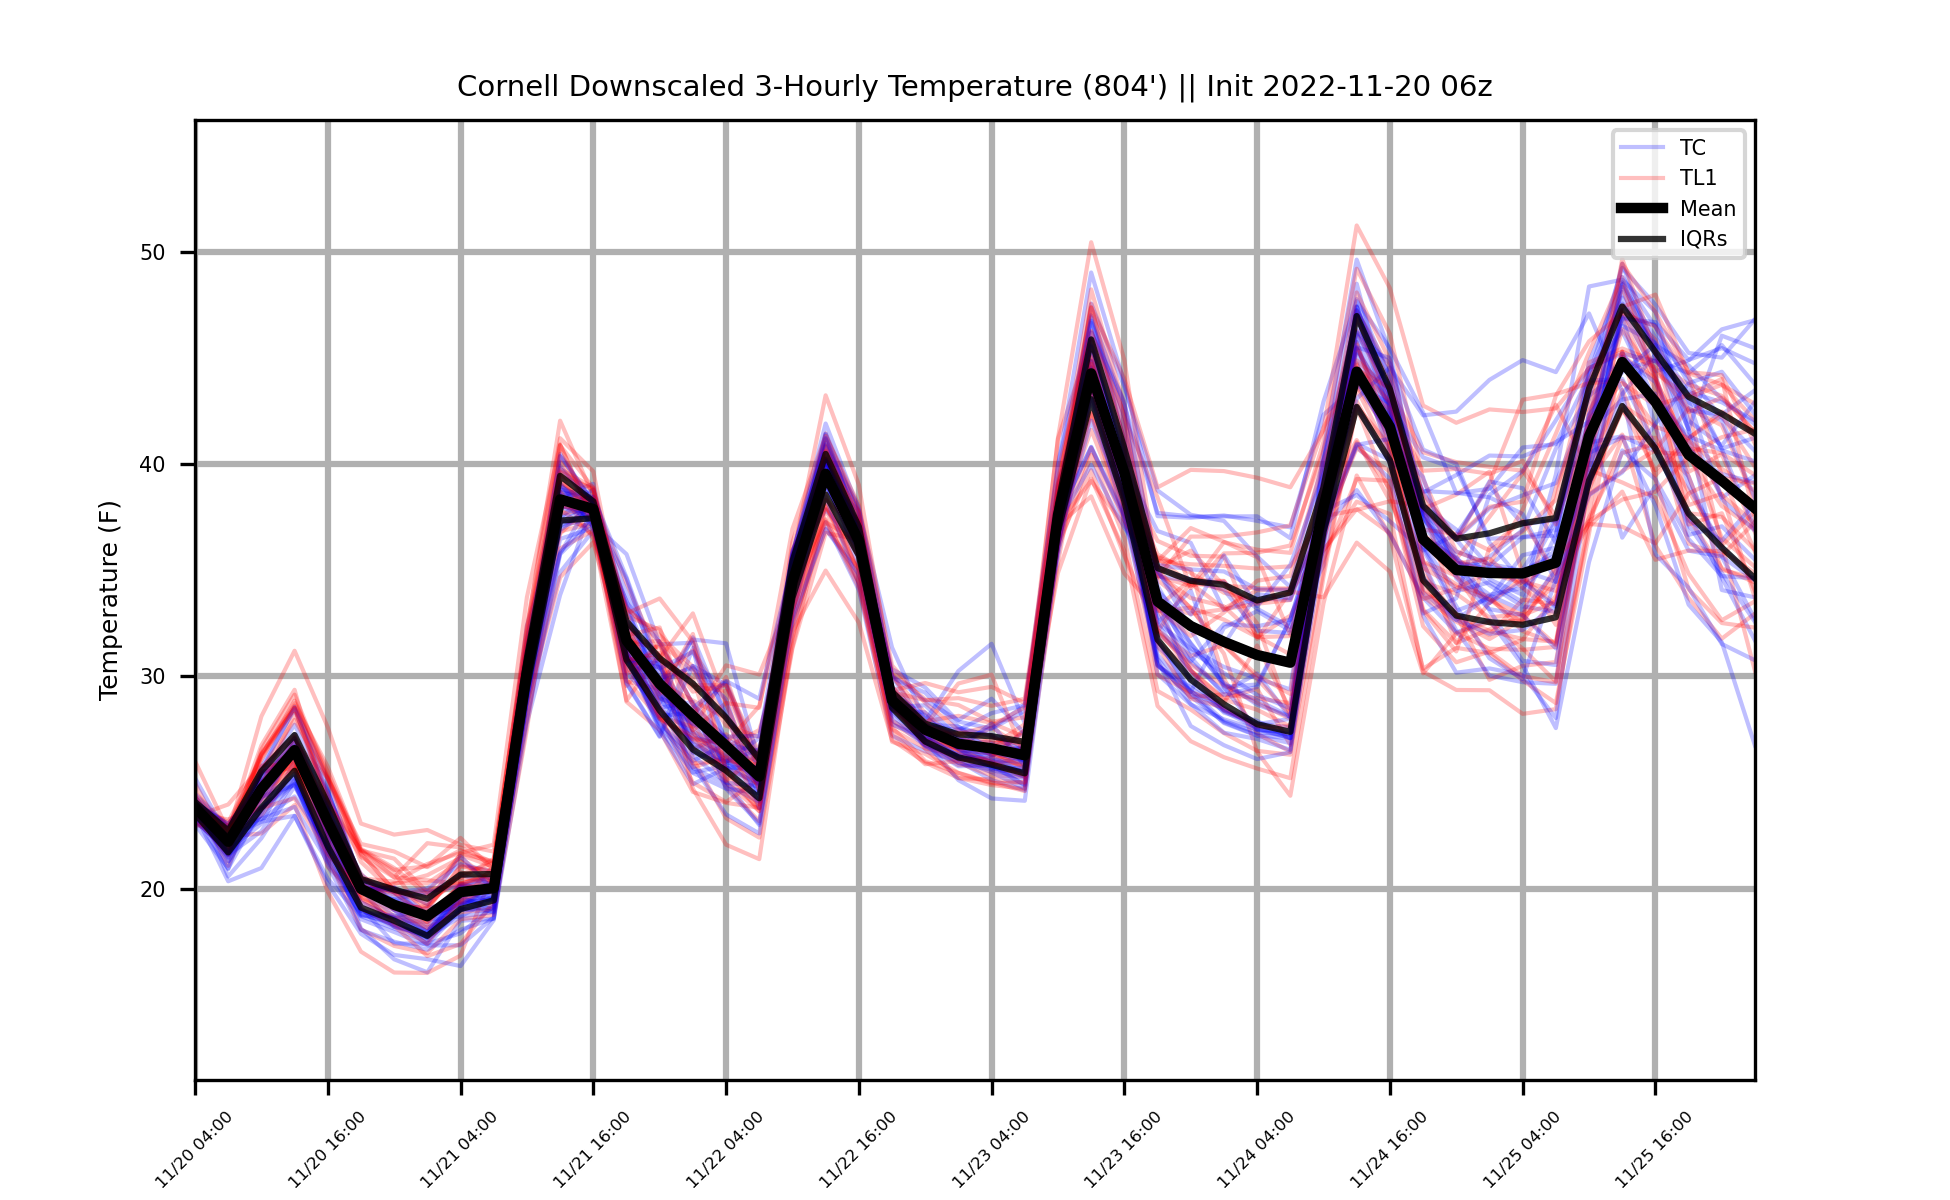 Cornell Downscaled 3-Hourly Temperature (804') || Init 2022-11-20 06z
TC
TL1
Mean
IQRs
Temperature (F)
50
40
30
20
11/20 04:00
11/20 16:00
11/21 04:00
11/21 16:00
11/22 04:00
11/22 16:00
11/23 04:00
11/23 16:00
11/24 04:00
11/24 16:00
11/25 04:00
11/25 16:00